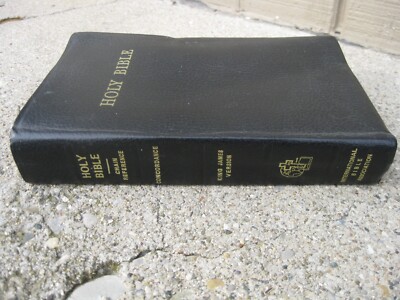 HOLY BIBLE
HOLY
BIBLE
CHAIN
REFERENCE
CONCORDANCE
KING JAMES
VERSION
INTERNATIONAL
BIBLE
ASSOCIATION